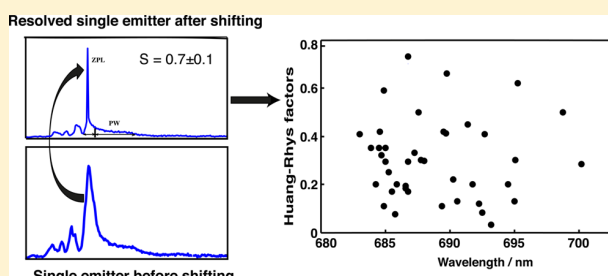 Resolved single emitter after shifting
ZPL
S = 0.7±0.1
PW
Single emitter before shifting
Huang-Rhys factors
0.8
0.6
0.4
0.2
0
680 685 690 695 700
Wavelength / nm